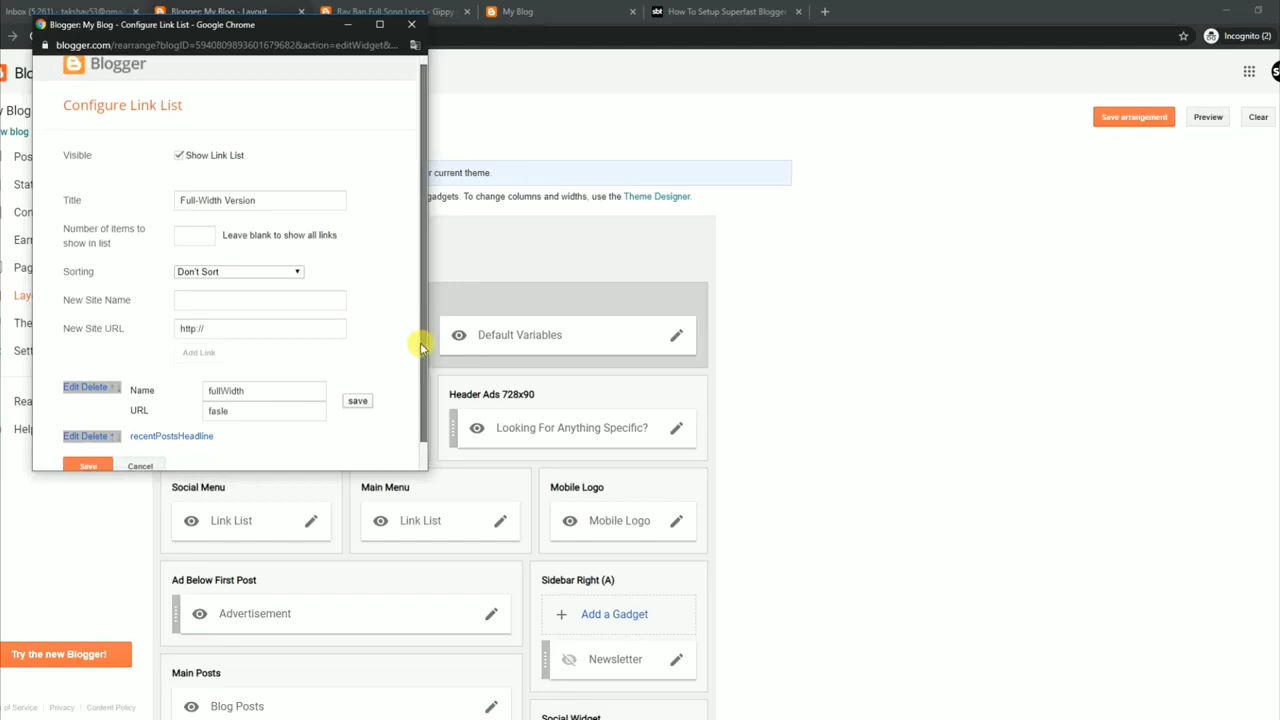 Inbox (5,261) - takshay53@gma
Blogger: My Blog - Layout
Ray Ban Full Song Lyrics - Gippy
My Blog
How To Setup Superfast Blogger
Blogger: My Blog - Configure Link List - Google Chrome
blogger.com/rearrange?blogID=5940809893601679682&action=editWidget&...
Incognito (2)
Blogger
Configure Link List
Visible
Show Link List
Title
Full-Width Version
Number of items to
show in list
Leave blank to show all links
Sorting
Don't Sort
New Site Name
New Site URL
http://
Add Link
Edit Delete
Name
fullWidth
URL
fasle
save
Edit Delete
recentPostsHeadline
Save
Cancel
Blo
y Blog
w blog
Pos
Stat
Con
Earr
Pag
Lay
The
Sett
Rea
Help
Try the new Blogger!
of Service
Privacy
Content Policy
Save arrangement
Preview
Clear
r current theme.
gadgets. To change columns and widths, use the Theme Designer.
Default Variables
Header Ads 728x90
Looking For Anything Specific?
Social Menu
Main Menu
Mobile Logo
Link List
Link List
Mobile Logo
Ad Below First Post
Sidebar Right (A)
Advertisement
Add a Gadget
Newsletter
Main Posts
Blog Posts
Social Widget